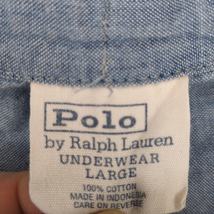 Polo
by Ralph Lauren
UNDERWEAR
LARGE
100% COTTON
MADE IN INDONESIA
CARE ON REVERSE